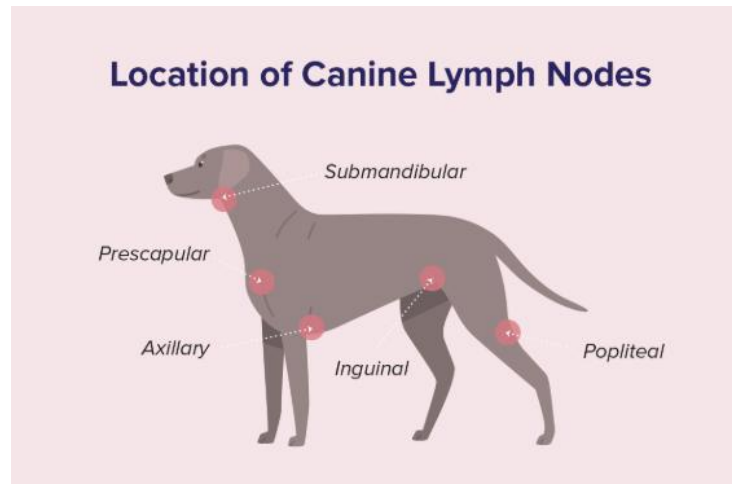 Location of Canine Lymph Nodes
Submandibular
Prescapular
Axillary
Inguinal
Popliteal